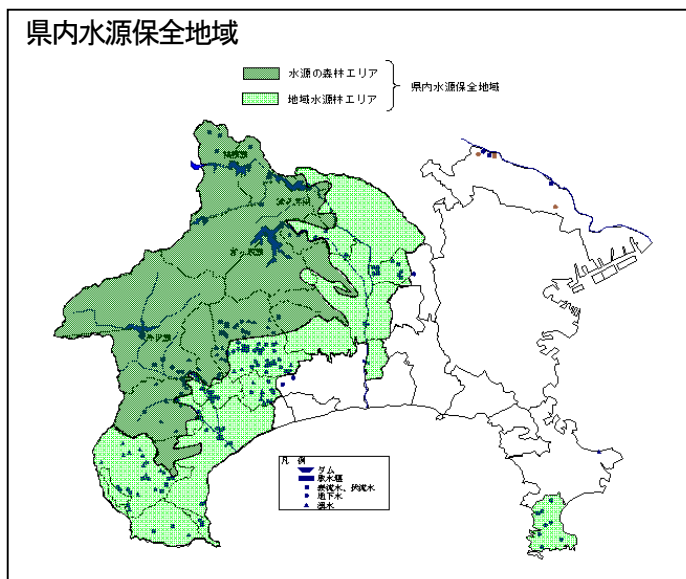 県内水源保全地域
水源の森林エリア
地域水源林エリア
県内水源保全地域
凡 例
ダム
取水堰
表流水、伏流水
地下水
湧水